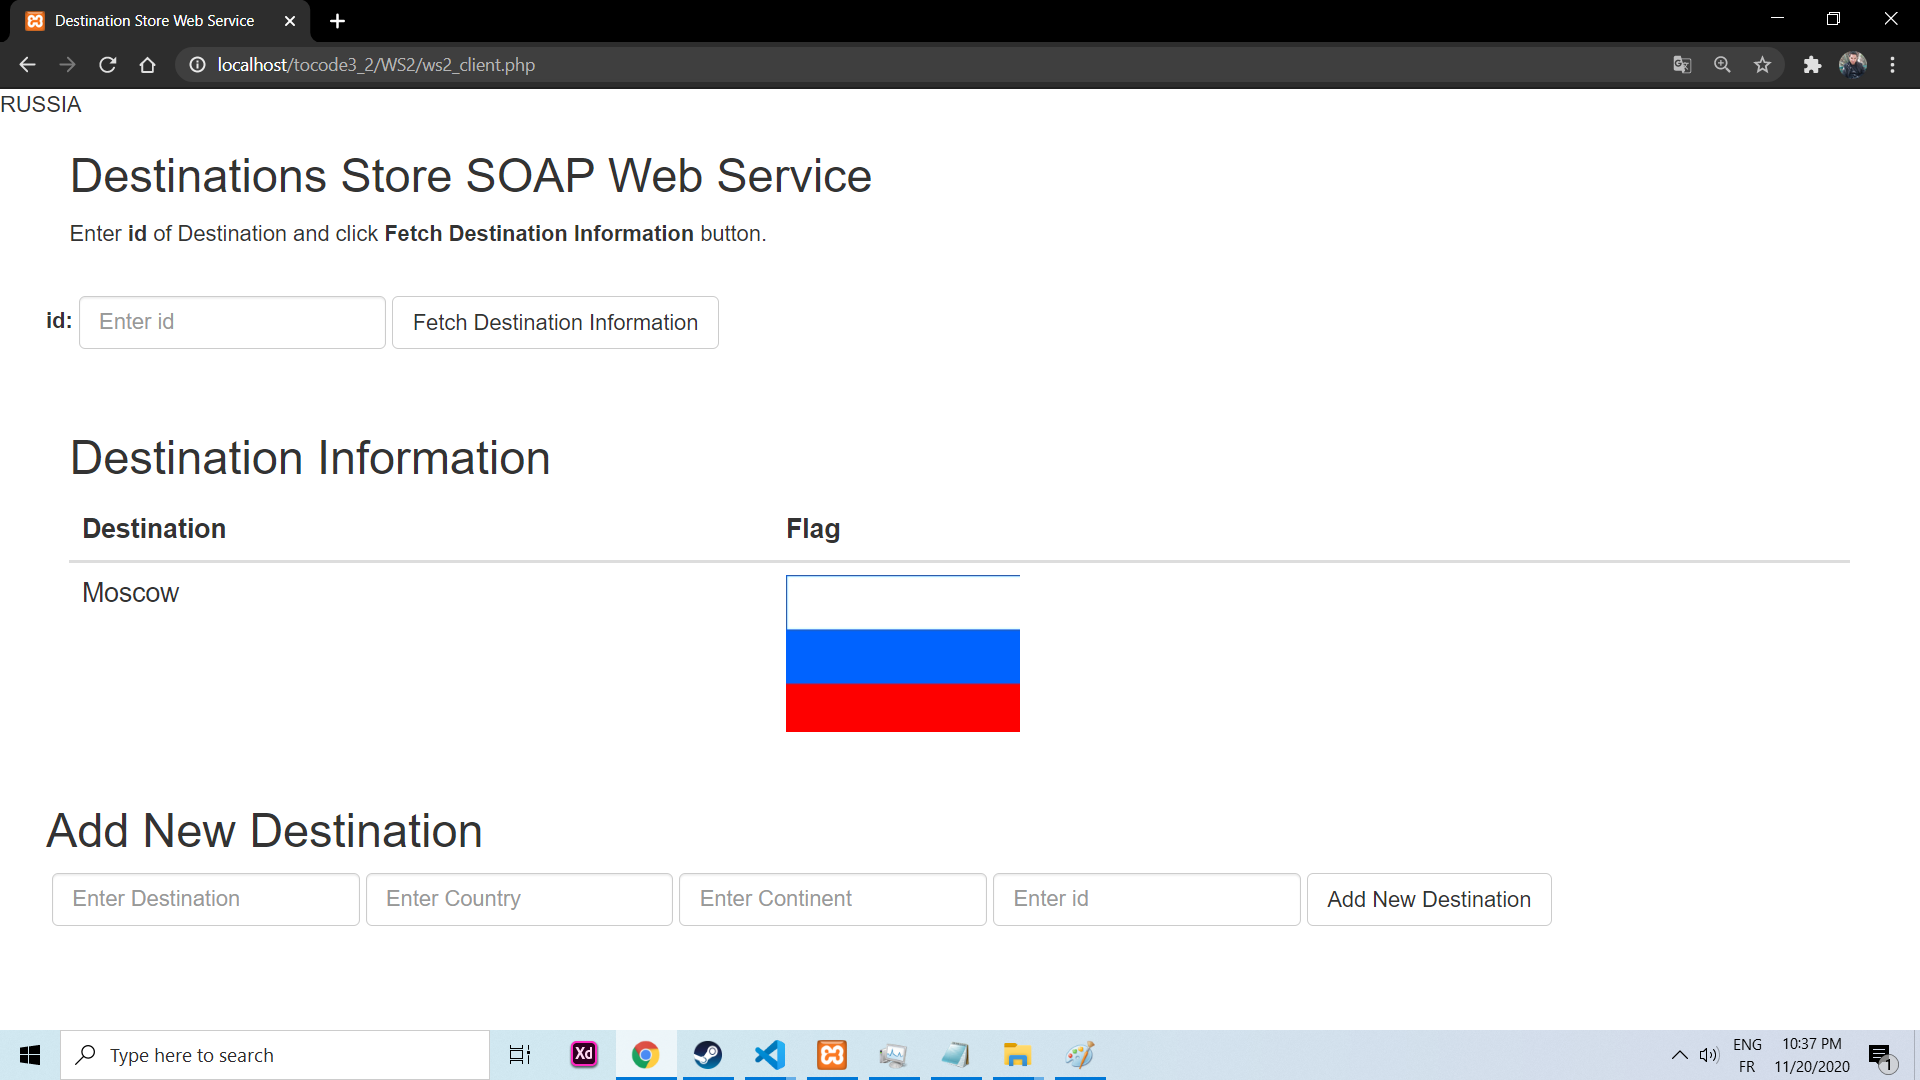 Destination Store Web Service
localhost/tocode3_2/WS2/ws2_client.php
RUSSIA
Destinations Store SOAP Web Service
Enter id of Destination and click Fetch Destination Information button.
id: Enter id Fetch Destination Information
Destination Information
Destination Flag
Moscow
Add New Destination
Enter Destination Enter Country Enter Continent Enter id Add New Destination
Type here to search
Xd
ENG 10:37 PM
FR 11/20/2020
1